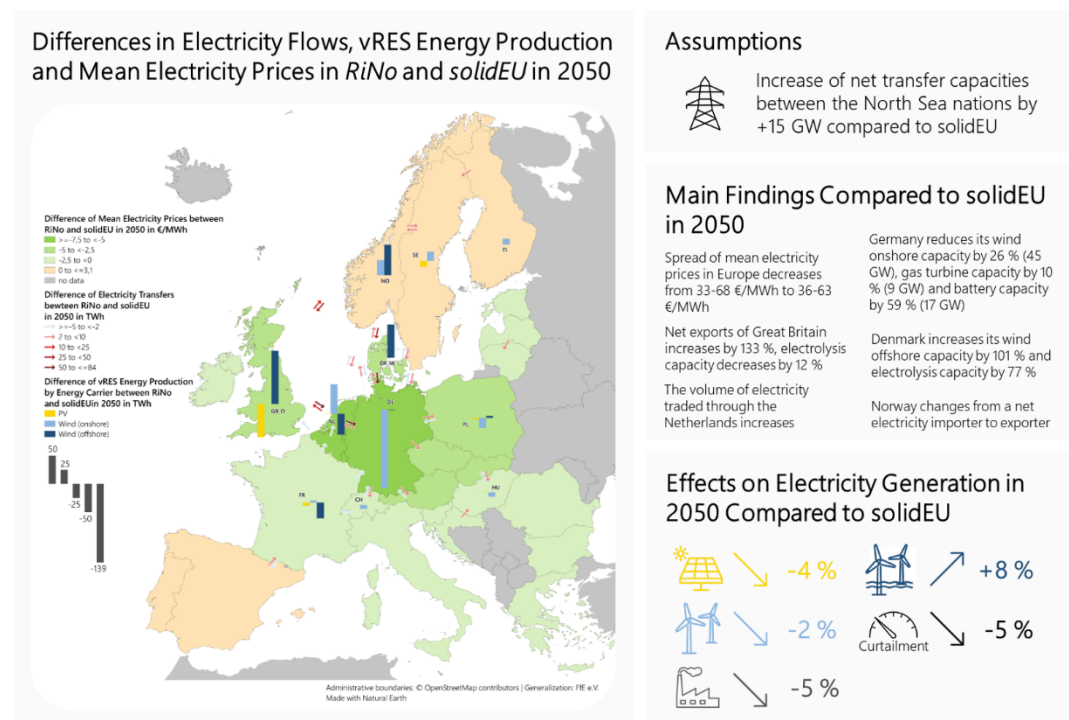 Differences in Electricity Flows, vRES Energy Production
and Mean Electricity Prices in RiNo and solidEU in 2050
Difference of Mean Electricity Prices between
RiNo and solidEU in 2050 in €/MWh
>=-7,5 to <-5
-5 to <-2,5
-2,5 to <0
0 to <=3,1
no data
Difference of Electricity Transfers
bewteen RiNo and solidEU
in 2050 in TWh
>=-5 to <-2
2 to <10
10 to <25
25 to <50
50 to <=84
Difference of vRES Energy Production
by Energy Carrier between RiNo
and solidEUin 2050 in TWh
PV
Wind (onshore)
Wind (offshore)
50
25
-25
-50
-139
NO
SE
FI
DK_W
GB_O
NL
DE
PL
FR
CH
HU
Administrative boundaries: © OpenStreetMap contributors | Generalization: FfE e.V.
Made with Natural Earth
Assumptions
Increase of net transfer capacities
between the North Sea nations by
+15 GW compared to solidEU
Main Findings Compared to solidEU
in 2050
Spread of mean electricity
prices in Europe decreases
from 33-68 €/MWh to 36-63
€/MWh
Net exports of Great Britain
increases by 133 %, electrolysis
capacity decreases by 12 %
The volume of electricity
traded through the
Netherlands increases
Germany reduces its wind
onshore capacity by 26 % (45
GW), gas turbine capacity by 10
% (9 GW) and battery capacity
by 59 % (17 GW)
Denmark increases its wind
offshore capacity by 101 % and
electrolysis capacity by 77 %
Norway changes from a net
electricity importer to exporter
Effects on Electricity Generation in
2050 Compared to solidEU
-4 %
+8 %
-2 %
Curtailment
-5 %
-5 %